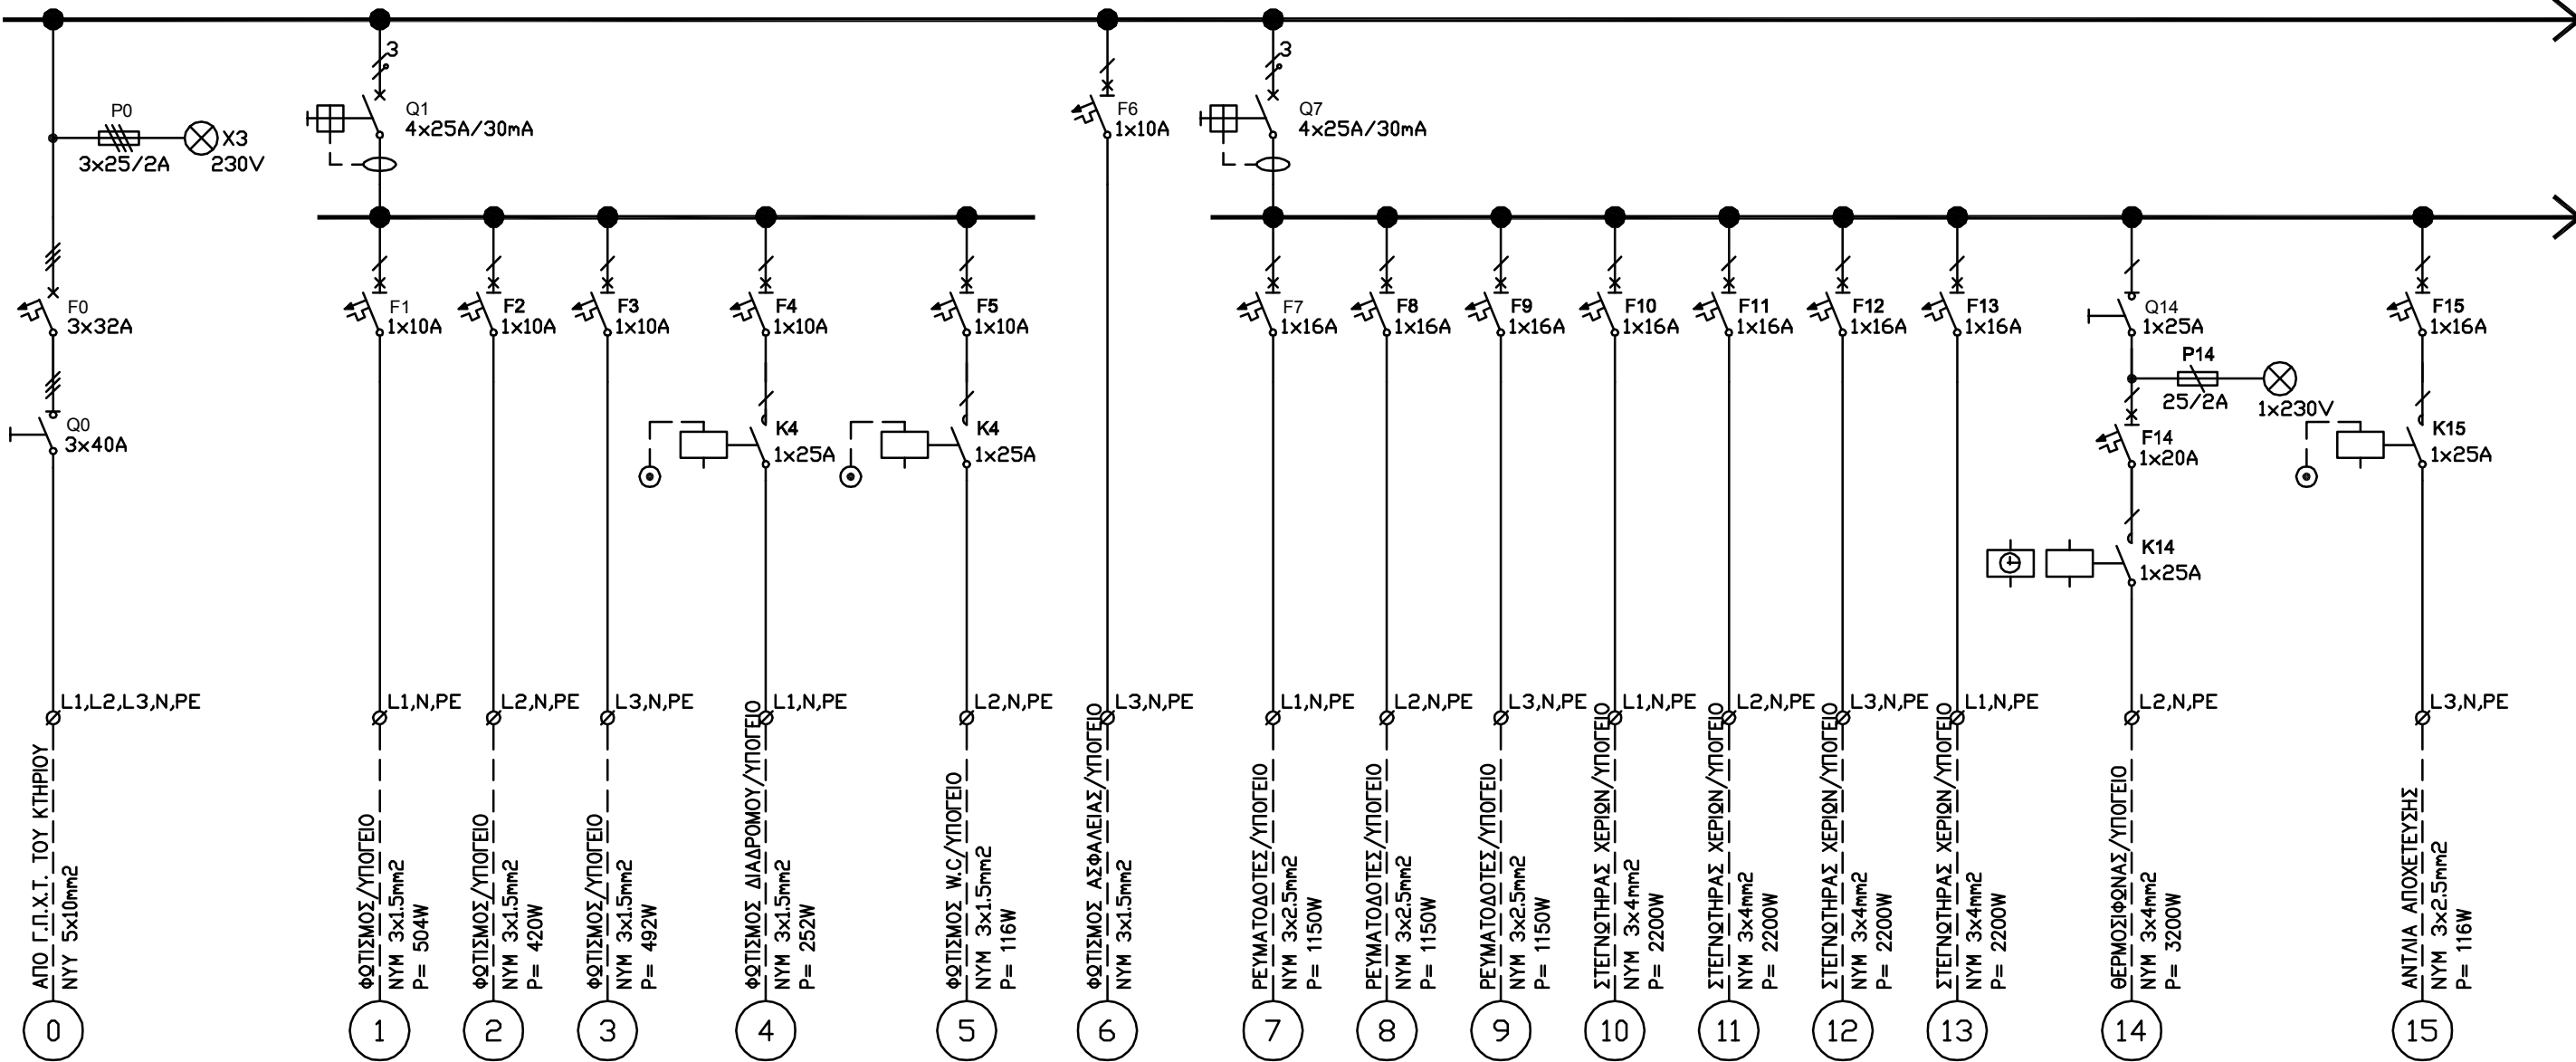 3
3
P0
X3
3x25/2A
230V
Q1
4x25A/30mA
F6
1x10A
Q7
4x25A/30mA
F0
3x32A
F1
1x10A
F2
1x10A
F3
1x10A
F4
1x10A
F5
1x10A
F7
1x16A
F8
1x16A
F9
1x16A
F10
1x16A
F11
1x16A
F12
1x16A
F13
1x16A
Q14
1x25A
F15
1x16A
P14
25/2A
1x230V
Q0
3x40A
K4
1x25A
K4
1x25A
F14
1x20A
K15
1x25A
K14
1x25A
L1,L2,L3,N,PE
L1,N,PE
L2,N,PE
L3,N,PE
L1,N,PE
L2,N,PE
L3,N,PE
L1,N,PE
L2,N,PE
L3,N,PE
L1,N,PE
L2,N,PE
L3,N,PE
L1,N,PE
L2,N,PE
L3,N,PE
ΑΠΟ Γ.Π.Χ.Τ. ΤΟΥ ΚΤΗΡΙΟΥ
NYY 5x10mm2
ΦΩΤΙΣΜΟΣ/ΥΠΟΓΕΙΟ
NYM 3x1.5mm2
P= 504W
ΦΩΤΙΣΜΟΣ/ΥΠΟΓΕΙΟ
NYM 3x1.5mm2
P= 420W
ΦΩΤΙΣΜΟΣ/ΥΠΟΓΕΙΟ
NYM 3x1.5mm2
P= 492W
ΦΩΤΙΣΜΟΣ ΔΙΑΔΡΟΜΟΥ/ΥΠΟΓΕΙΟ
NYM 3x1.5mm2
P= 252W
ΦΩΤΙΣΜΟΣ W.C/ΥΠΟΓΕΙΟ
NYM 3x1.5mm2
P= 116W
ΦΩΤΙΣΜΟΣ ΑΣΦΑΛΕΙΑΣ/ΥΠΟΓΕΙΟ
NYM 3x1.5mm2
ΡΕΥΜΑΤΟΔΟΤΕΣ/ΥΠΟΓΕΙΟ
NYM 3x2.5mm2
P= 1150W
ΡΕΥΜΑΤΟΔΟΤΕΣ/ΥΠΟΓΕΙΟ
NYM 3x2.5mm2
P= 1150W
ΡΕΥΜΑΤΟΔΟΤΕΣ/ΥΠΟΓΕΙΟ
NYM 3x2.5mm2
P= 1150W
ΣΤΕΓΝΩΤΗΡΑΣ ΧΕΡΙΩΝ/ΥΠΟΓΕΙΟ
NYM 3x4mm2
P= 2200W
ΣΤΕΓΝΩΤΗΡΑΣ ΧΕΡΙΩΝ/ΥΠΟΓΕΙΟ
NYM 3x4mm2
P= 2200W
ΣΤΕΓΝΩΤΗΡΑΣ ΧΕΡΙΩΝ/ΥΠΟΓΕΙΟ
NYM 3x4mm2
P= 2200W
ΣΤΕΓΝΩΤΗΡΑΣ ΧΕΡΙΩΝ/ΥΠΟΓΕΙΟ
NYM 3x4mm2
P= 2200W
ΘΕΡΜΟΣΙΦΩΝΑΣ/ΥΠΟΓΕΙΟ
NYM 3x4mm2
P= 3200W
ΑΝΤΛΙΑ ΑΠΟΧΕΤΕΥΣΗΣ
NYM 3x2.5mm2
P= 116W
0
1
2
3
4
5
6
7
8
9
10
11
12
13
14
15